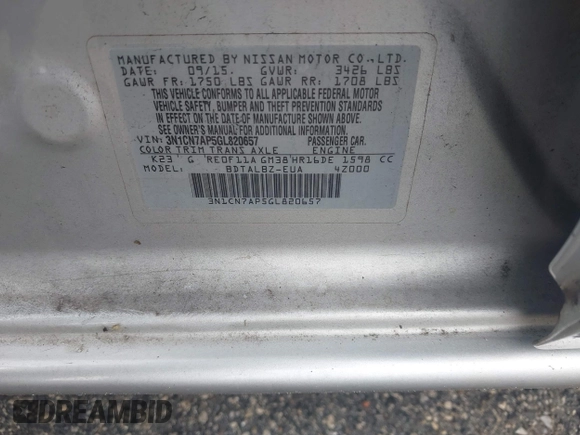 MANUFACTURED BY NISSAN MOTOR CO.,LTD.
DATE: 09/15. GVWR: 3426 LBS
GAWR FR: 1750 LBS GAWR RR: 1708 LBS
THIS VEHICLE CONFORMS TO ALL APPLICABLE FEDERAL MOTOR
VEHICLE SAFETY, BUMPER AND THEFT PREVENTION STANDARDS
IN EFFECT ON THE DATE OF MANUFACTURE SHOWN ABOVE.
SEE OWNER'S MANUAL FOR ADDITIONAL INFORMATION.
VIN: 3N1CN7AP5GL820657 PASSENGER CAR.
COLOR TRIM TRANS AXLE ENGINE
K23 G RE0F11A GM38 HR16DE 1598 CC
MODEL: BDTALBZ-EUA 42000
3N1CN7AP5GL820657
DREAMBID